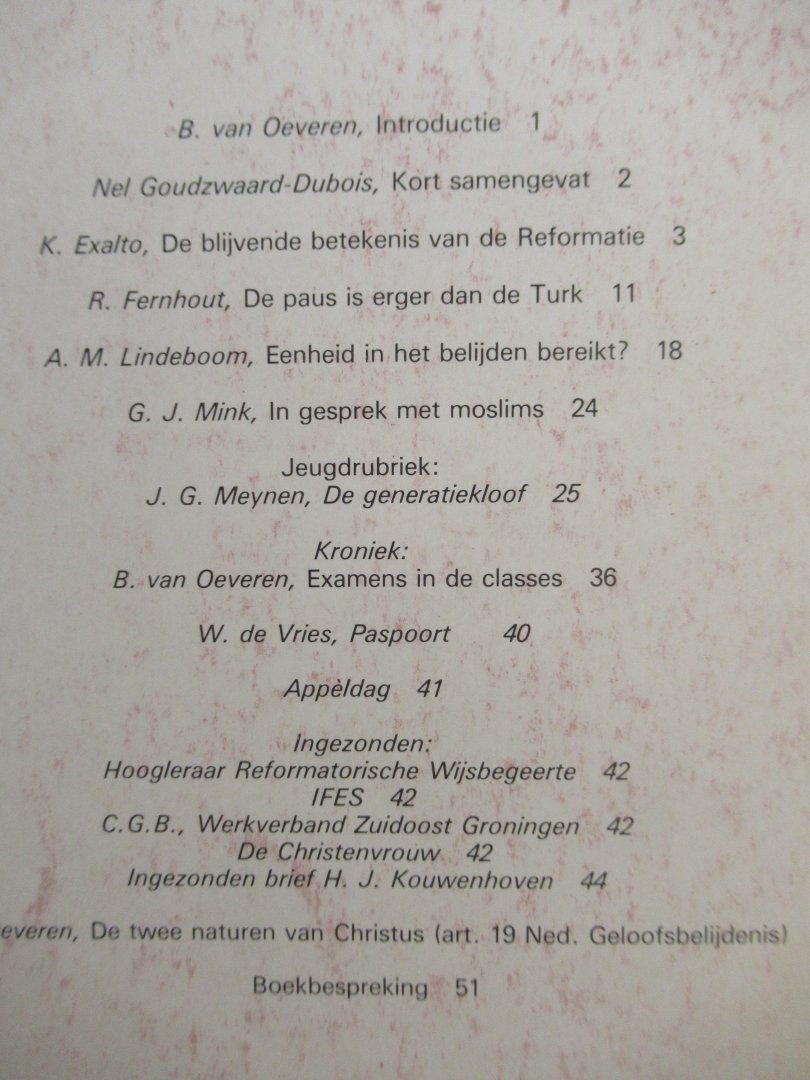 B. van Oeveren, Introductie 1
Nel Goudzwaard-Dubois, Kort samengevat 2
K. Exalto, De blijvende betekenis van de Reformatie 3
R. Fernhout, De paus is erger dan de Turk 11
A. M. Lindeboom, Eenheid in het belijden bereikt? 18
G. J. Mink, In gesprek met moslims 24
Jeugdrubriek:
J. G. Meynen, De generatiekloof 25
Kroniek:
B. van Oeveren, Examens in de classes 36
W. de Vries, Paspoort 40
Appèldag 41
Ingezonden:
Hoogleraar Reformatorische Wijsbegeerte 42
IFES 42
C.G.B., Werkverband Zuidoost Groningen 42
De Christenvrouw 42
Ingezonden brief H. J. Kouwenhoven 44
everen, De twee naturen van Christus (art. 19 Ned. Geloofsbelijdenis)
Boekbespreking 51